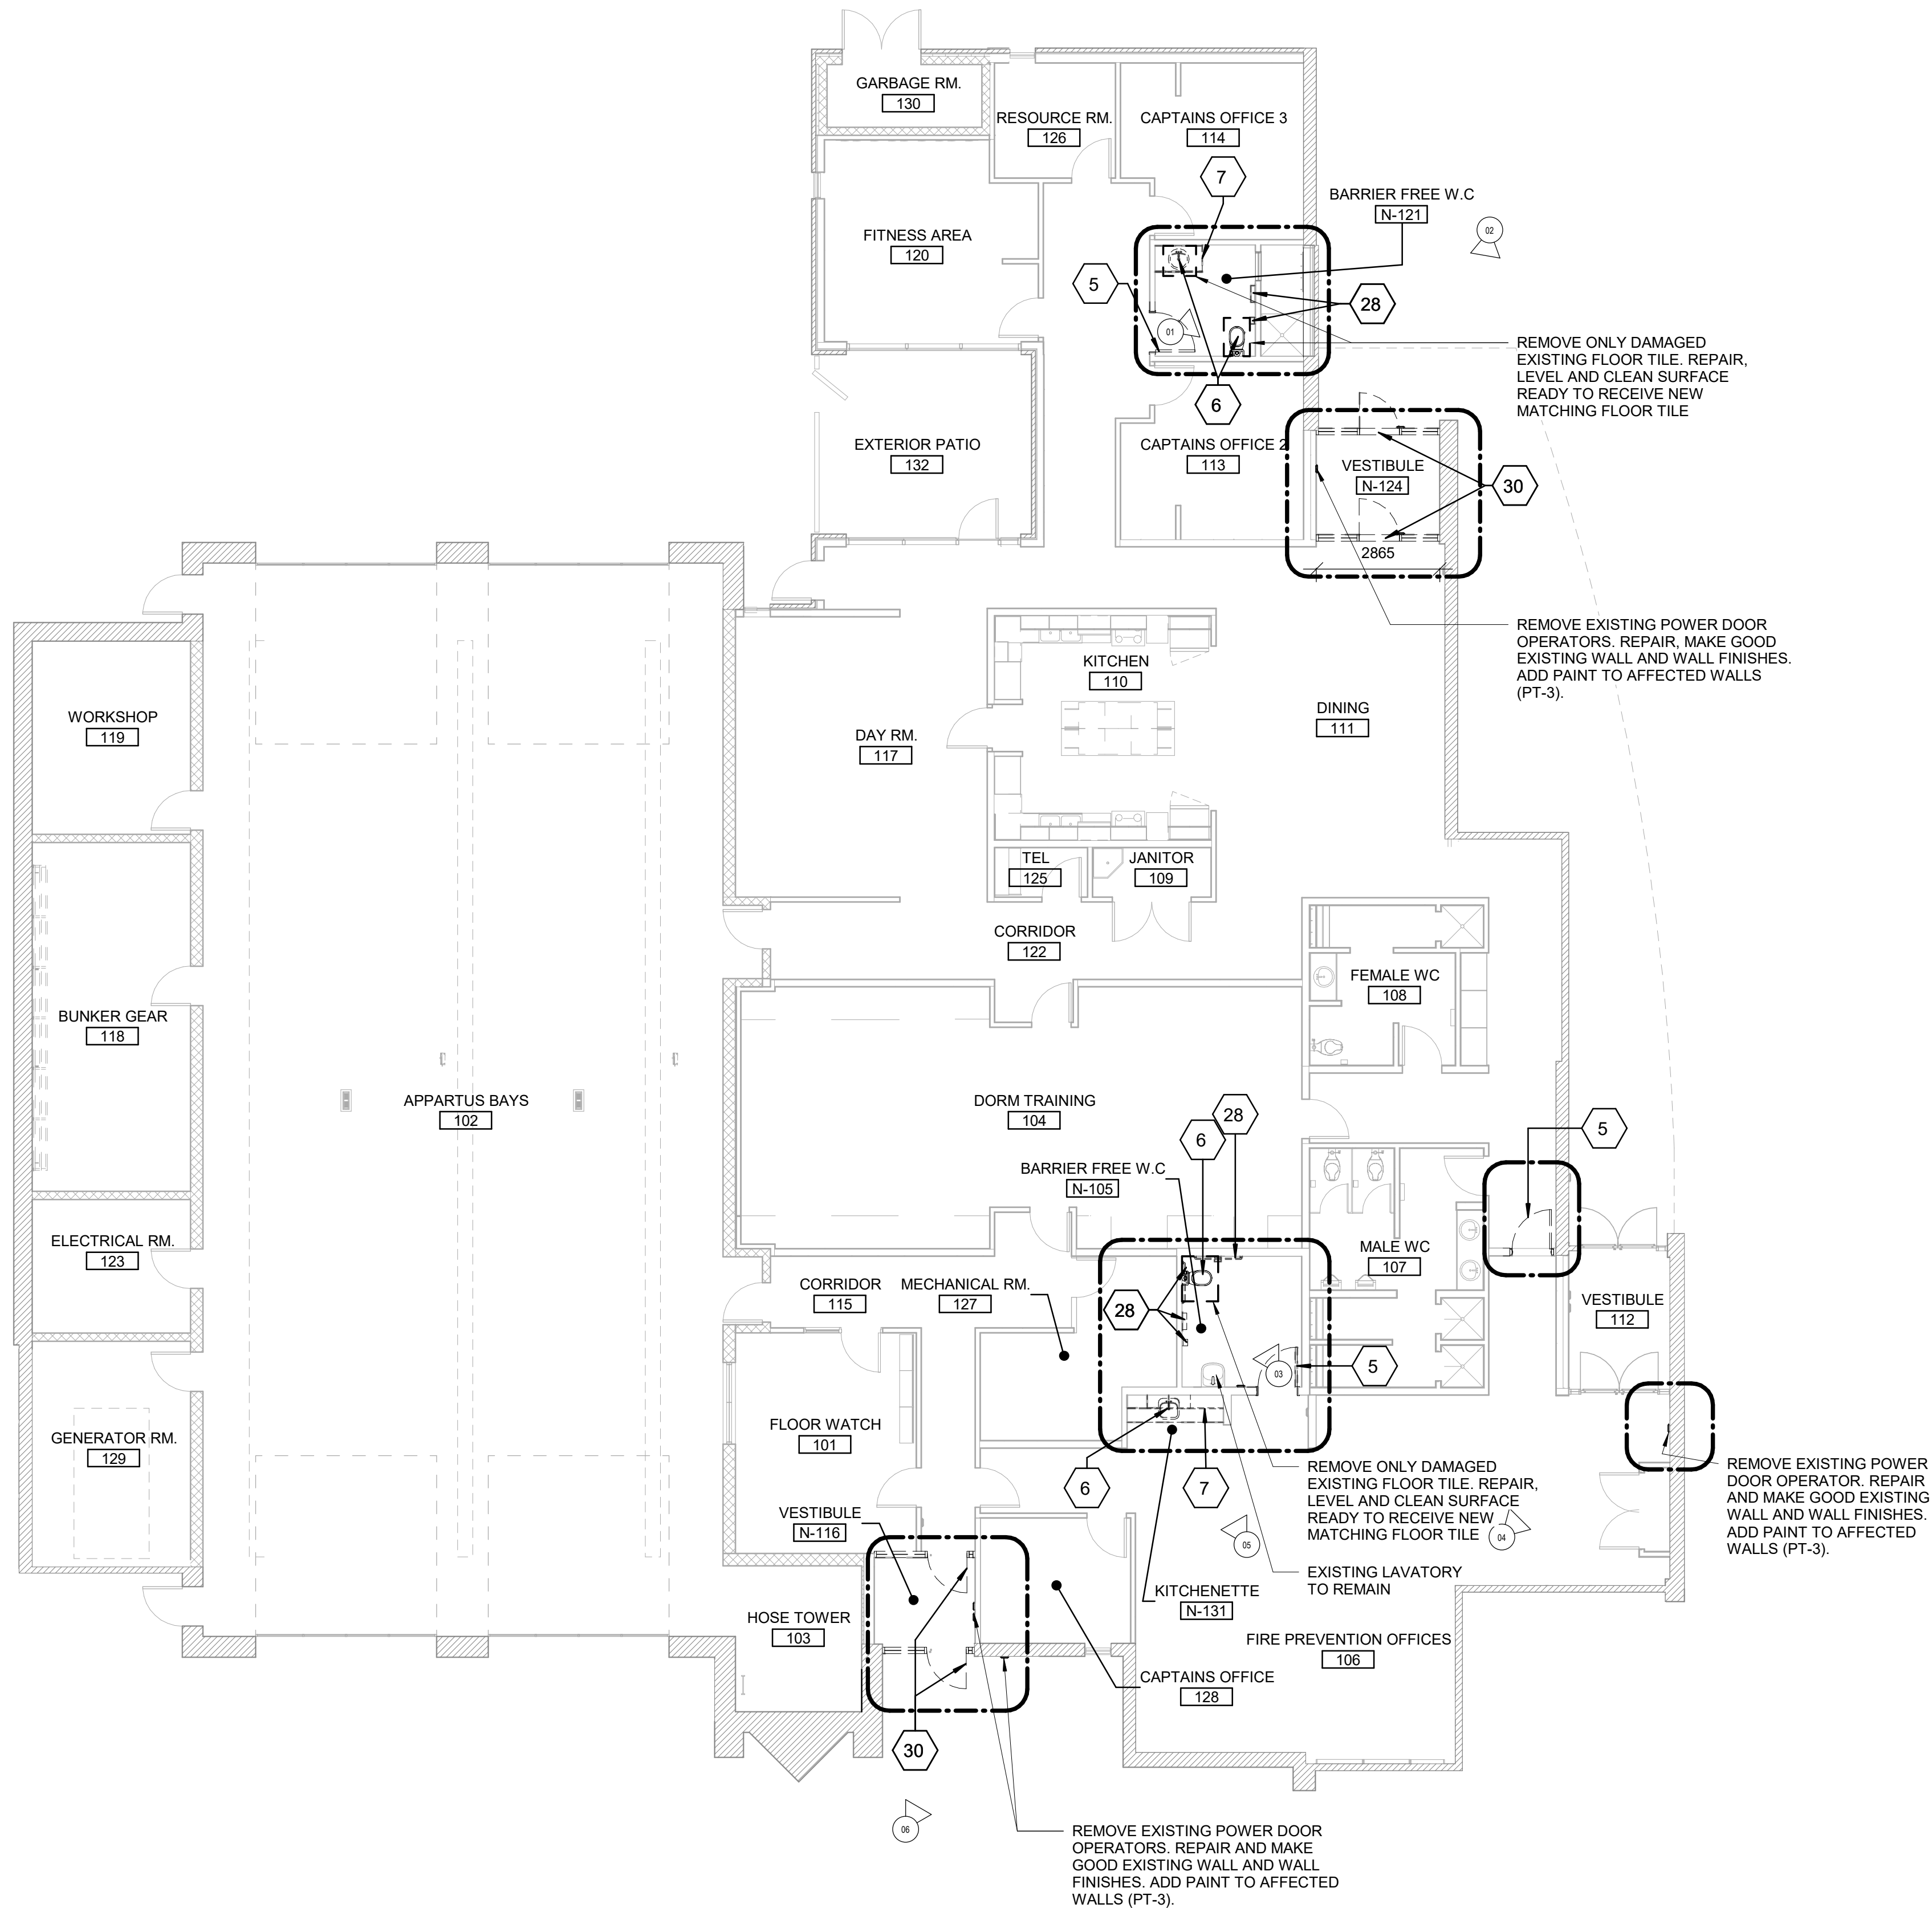 GARBAGE RM.
130
RESOURCE RM.
126
CAPTAINS OFFICE 3
114
7
BARRIER FREE W.C
N-121
02
FITNESS AREA
120
5
28
01
6
REMOVE ONLY DAMAGED
EXISTING FLOOR TILE. REPAIR,
LEVEL AND CLEAN SURFACE
READY TO RECEIVE NEW
MATCHING FLOOR TILE
EXTERIOR PATIO
132
CAPTAINS OFFICE 2
113
VESTIBULE
N-124
30
2865
REMOVE EXISTING POWER DOOR
OPERATORS. REPAIR, MAKE GOOD
EXISTING WALL AND WALL FINISHES.
ADD PAINT TO AFFECTED WALLS
(PT-3).
KITCHEN
110
WORKSHOP
119
DAY RM.
117
DINING
111
TEL
125
JANITOR
109
CORRIDOR
122
FEMALE WC
108
BUNKER GEAR
118
APPARTUS BAYS
102
DORM TRAINING
104
28
6
5
BARRIER FREE W.C
N-105
ELECTRICAL RM.
123
MALE WC
107
CORRIDOR
115
MECHANICAL RM.
127
28
VESTIBULE
112
03
5
FLOOR WATCH
101
GENERATOR RM.
129
6
7
REMOVE ONLY DAMAGED
EXISTING FLOOR TILE. REPAIR,
LEVEL AND CLEAN SURFACE
READY TO RECEIVE NEW
MATCHING FLOOR TILE
04
05
REMOVE EXISTING POWER
DOOR OPERATOR. REPAIR
AND MAKE GOOD EXISTING
WALL AND WALL FINISHES.
ADD PAINT TO AFFECTED
WALLS (PT-3).
VESTIBULE
N-116
EXISTING LAVATORY
TO REMAIN
KITCHENETTE
N-131
HOSE TOWER
103
FIRE PREVENTION OFFICES
106
CAPTAINS OFFICE
128
30
06
REMOVE EXISTING POWER DOOR
OPERATORS. REPAIR AND MAKE
GOOD EXISTING WALL AND WALL
FINISHES. ADD PAINT TO AFFECTED
WALLS (PT-3).